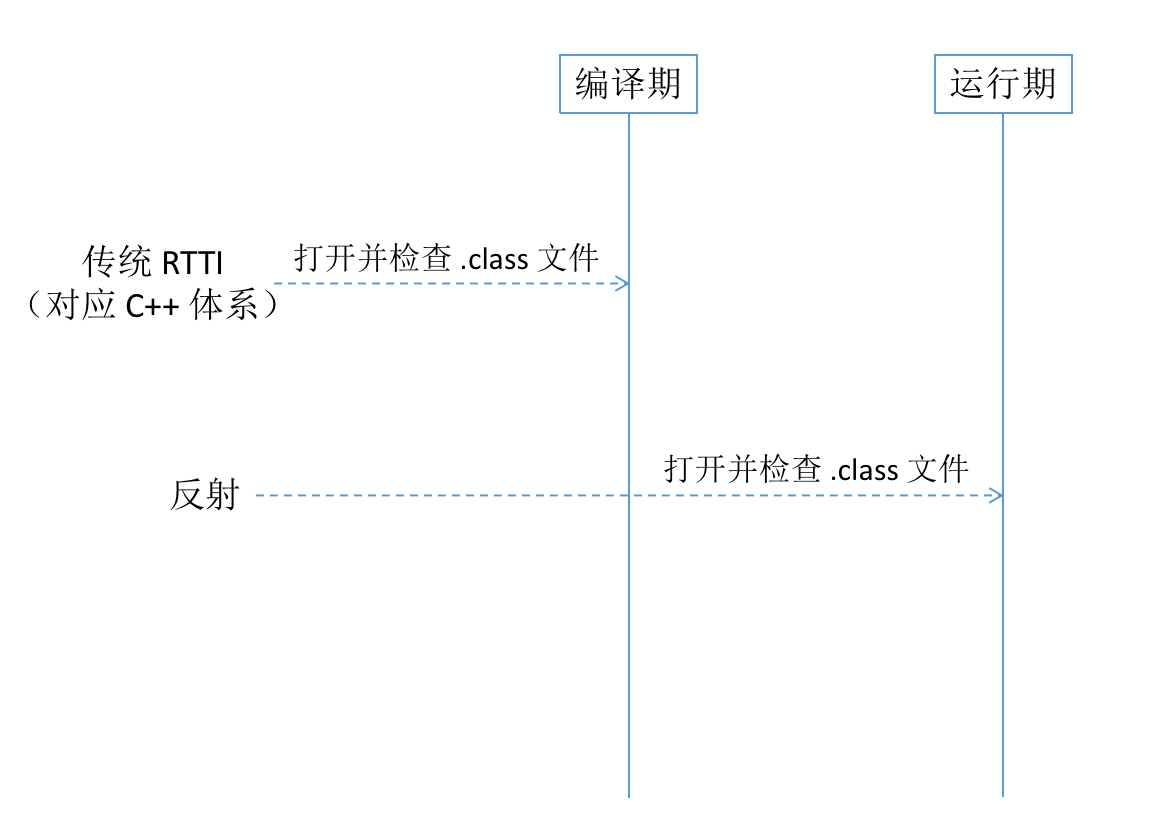 编译期
运行期
传统 RTTI
（对应 C++ 体系）
打开并检查 .class 文件
打开并检查 .class 文件
反射